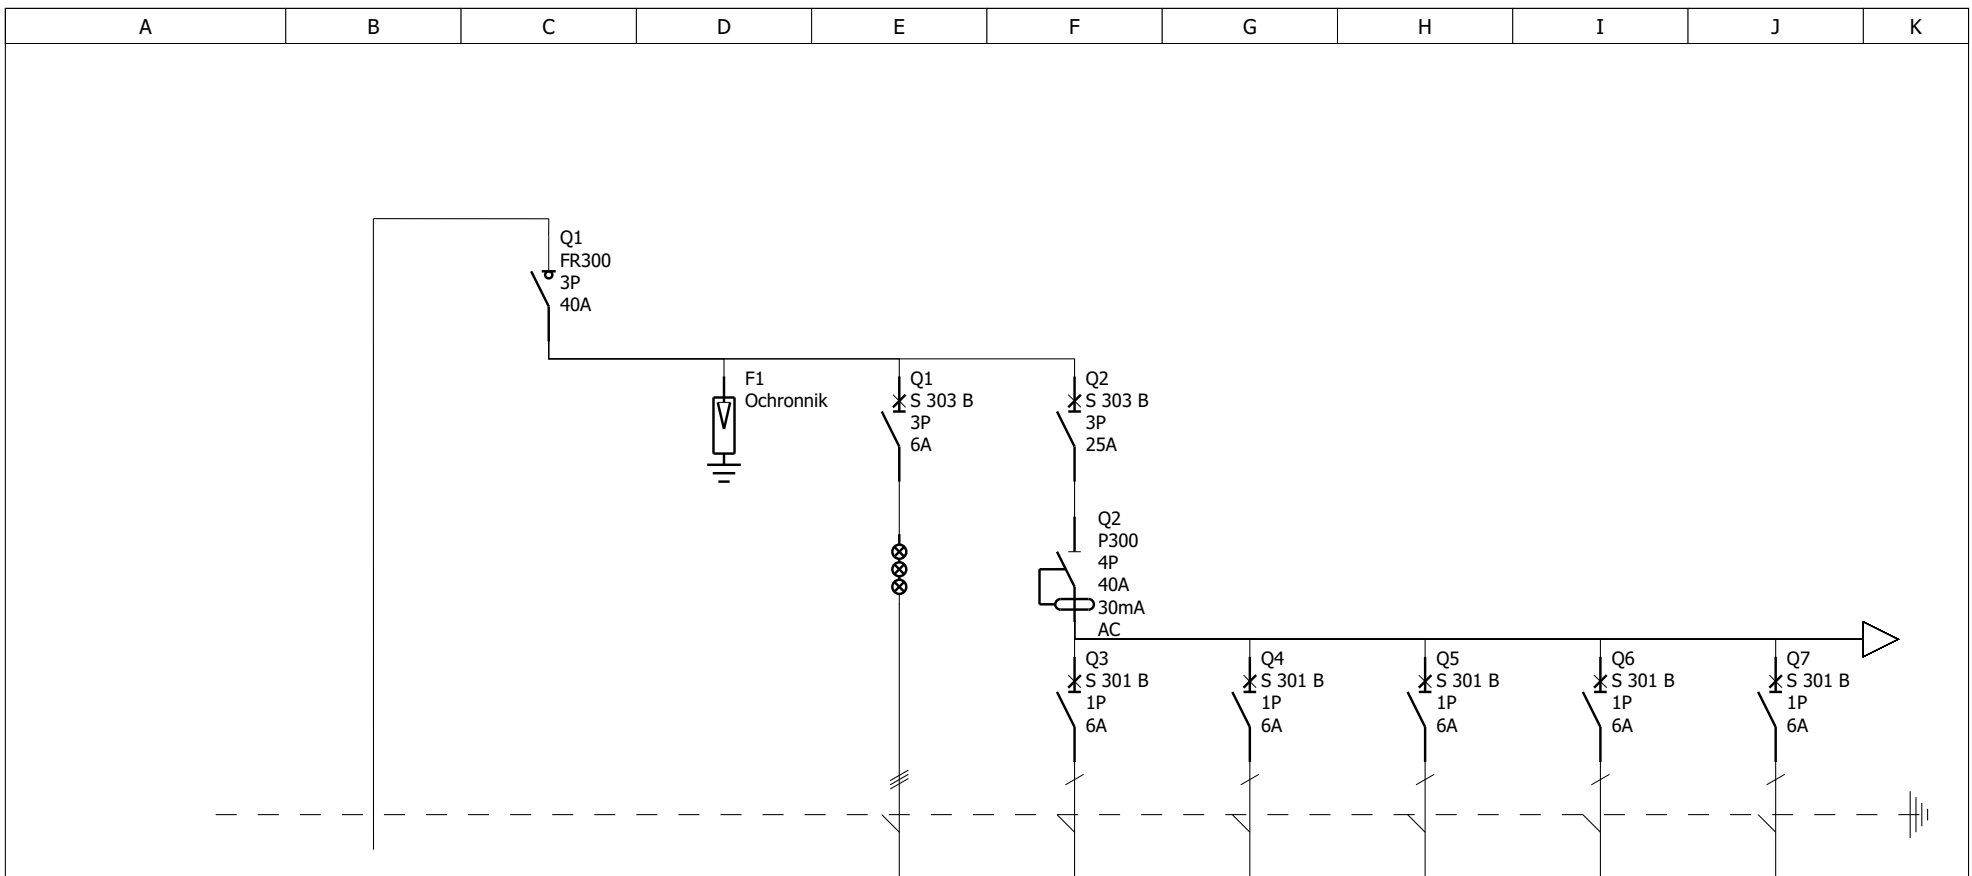 A
B
C
D
E
F
G
H
I
J
K
Q1
FR300
3P
40A
F1
Ochronnik
Q1
S 303 B
3P
6A
Q2
S 303 B
3P
25A
Q2
P300
4P
40A
30mA
AC
Q3
S 301 B
1P
6A
Q4
S 301 B
1P
6A
Q5
S 301 B
1P
6A
Q6
S 301 B
1P
6A
Q7
S 301 B
1P
6A